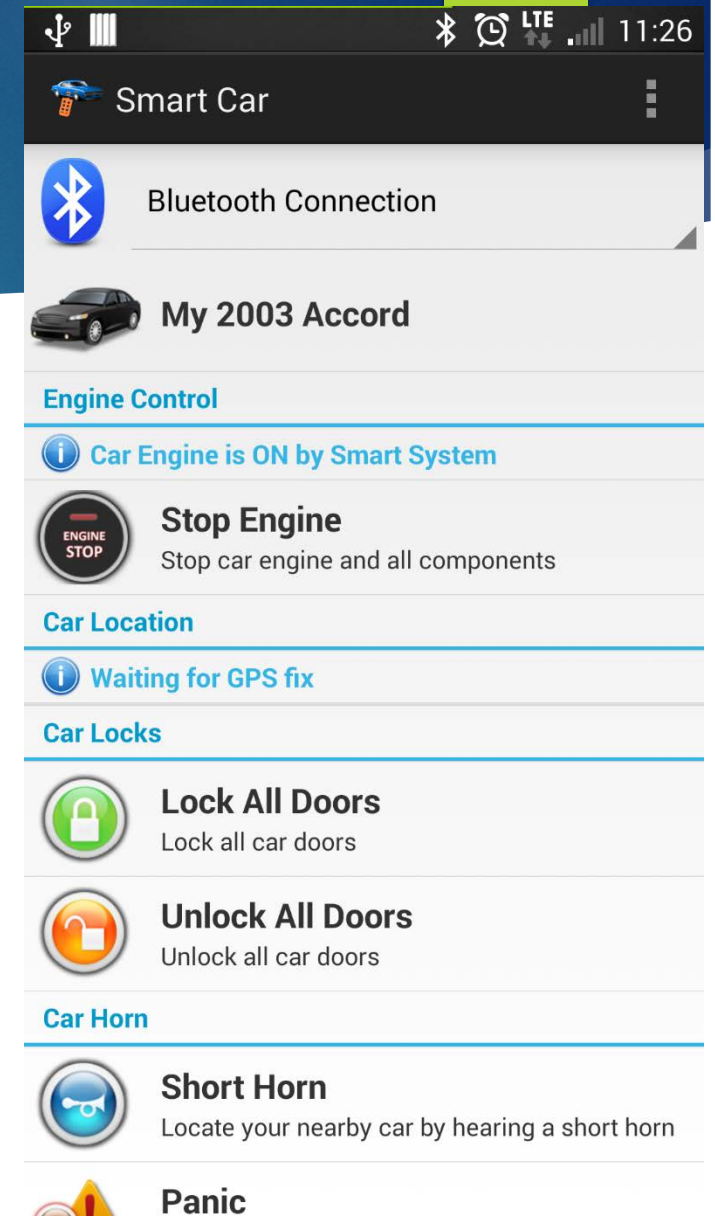 LTE 11:26
Smart Car
Bluetooth Connection
My 2003 Accord
Engine Control
Car Engine is ON by Smart System
ENGINE
STOP
Stop Engine
Stop car engine and all components
Car Location
Waiting for GPS fix
Car Locks
Lock All Doors
Lock all car doors
Unlock All Doors
Unlock all car doors
Car Horn
Short Horn
Locate your nearby car by hearing a short horn
Panic